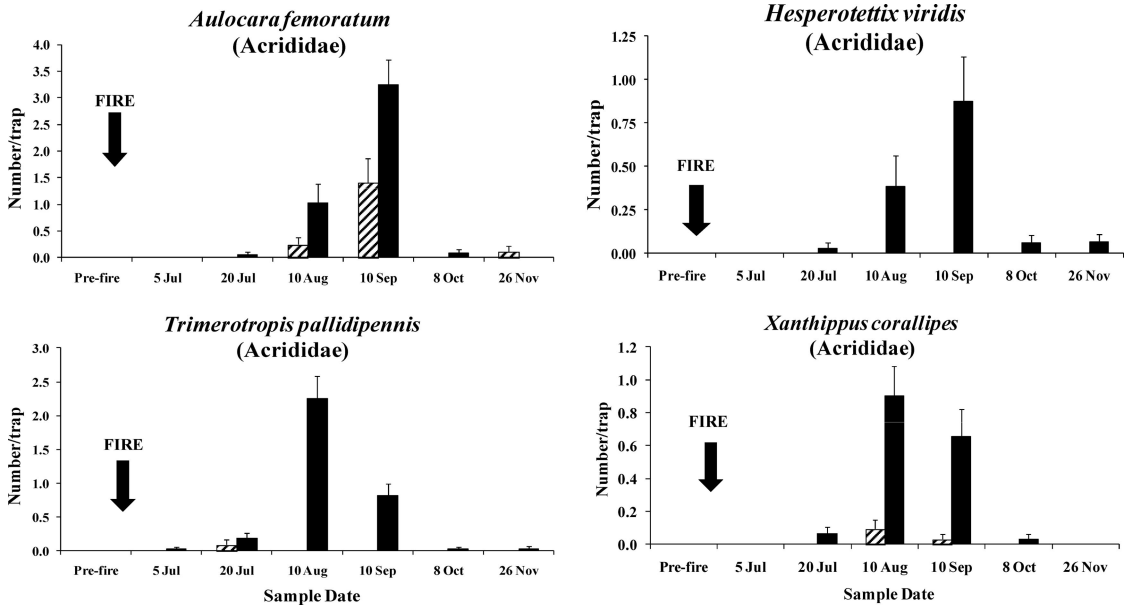 Aulocara femoratum
(Acrididae)
Number/trap
4.0
3.5
3.0
2.5
2.0
1.5
1.0
0.5
0.0
FIRE
Pre-fire 5 Jul 20 Jul 10 Aug 10 Sep 8 Oct 26 Nov
Hesperotettix viridis
(Acrididae)
Number/trap
1.25
1.00
0.75
0.50
0.25
0.00
FIRE
Pre-fire 5 Jul 20 Jul 10 Aug 10 Sep 8 Oct 26 Nov
Trimerotropis pallidipennis
(Acrididae)
Number/trap
3.0
2.5
2.0
1.5
1.0
0.5
0.0
FIRE
Pre-fire 5 Jul 20 Jul 10 Aug 10 Sep 8 Oct 26 Nov
Sample Date
Xanthippus corallipes
(Acrididae)
Number/trap
1.2
1.0
0.8
0.6
0.4
0.2
0.0
FIRE
Pre-fire 5 Jul 20 Jul 10 Aug 10 Sep 8 Oct 26 Nov
Sample Date